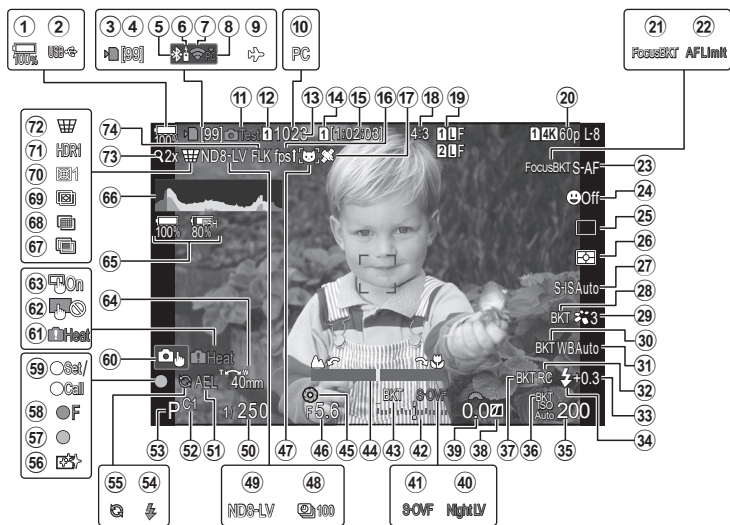 1 2 3 4 5 6 7 8 9 10 21 22
100% USB [99] PC PC FocusBKT AFLimit
11 12 13 14 15 16 17 18 19 20
100% [99] Test 1 1023 1 [1:02:03] 4:3 1 L F 1 4K 60p L-8
2 L F
74
72
73 2x ND8-LV FLK fps FocusBKT S-AF 23
71 HDR1
70 1 Off 24
69
66 25
68
67 100% 80% 26
65
63 On S-IS Auto 27
62 64 28
BKT 3 29
61 Heat 30
60 Heat BKT WB Auto 31
59 Set/ Call T W 32
AEL 40mm BKT RC +0.3 33
58 F
57 P C1 1/250 F5.6 BKT S-OVF 0.0 BKT ISO Auto 200 34
56
53 52 51 50 47 46 45 44 43 42 39 38 37 36 35
55 54 49 48 41 40
ND8-LV 100 S-OVF Night LV